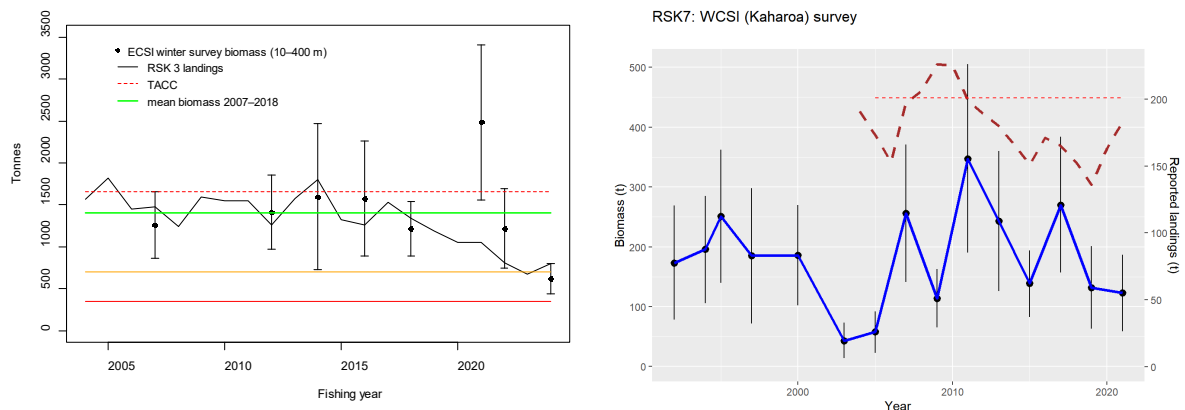 3500
3000
2500
2000
1500
1000
500
0
Tonnes
ECSI winter survey biomass (10–400 m)
RSK 3 landings
TACC
mean biomass 2007–2018
2005
2010
2015
2020
Fishing year
RSK7: WCSI (Kaharoa) survey
500
400
300
200
100
0
Biomass (t)
200
150
100
50
0
Reported landings (t)
2000
2010
2020
Year